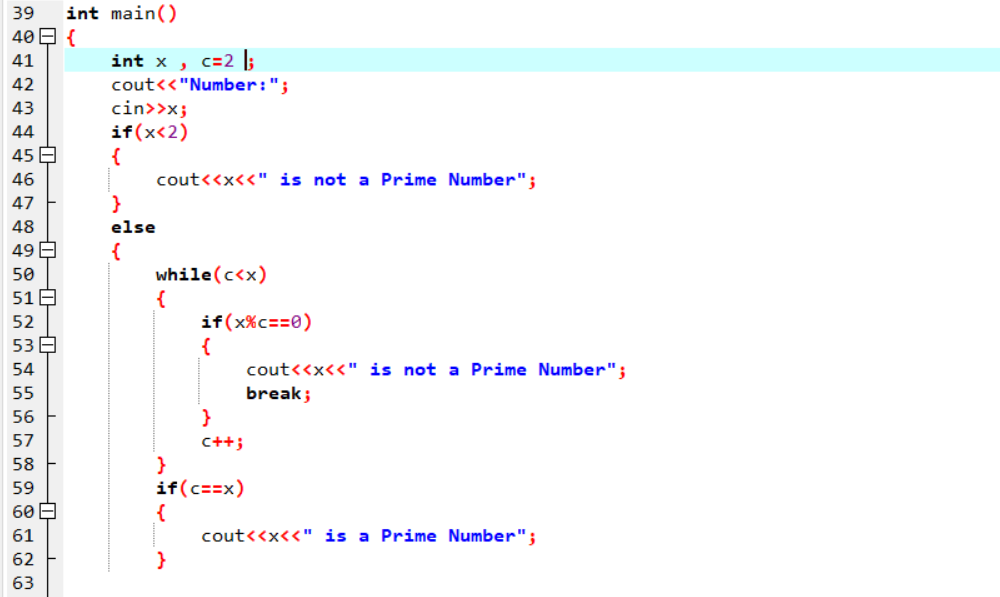 39 int main()
40 {
41 int x , c=2 ;
42 cout<<"Number:";
43 cin>>x;
44 if(x<2)
45 {
46 cout<<x<<" is not a Prime Number";
47 }
48 else
49 {
50 while(c<x)
51 {
52 if(x%c==0)
53 {
54 cout<<x<<" is not a Prime Number";
55 break;
56 }
57 c++;
58 }
59 if(c==x)
60 {
61 cout<<x<<" is a Prime Number";
62 }
63